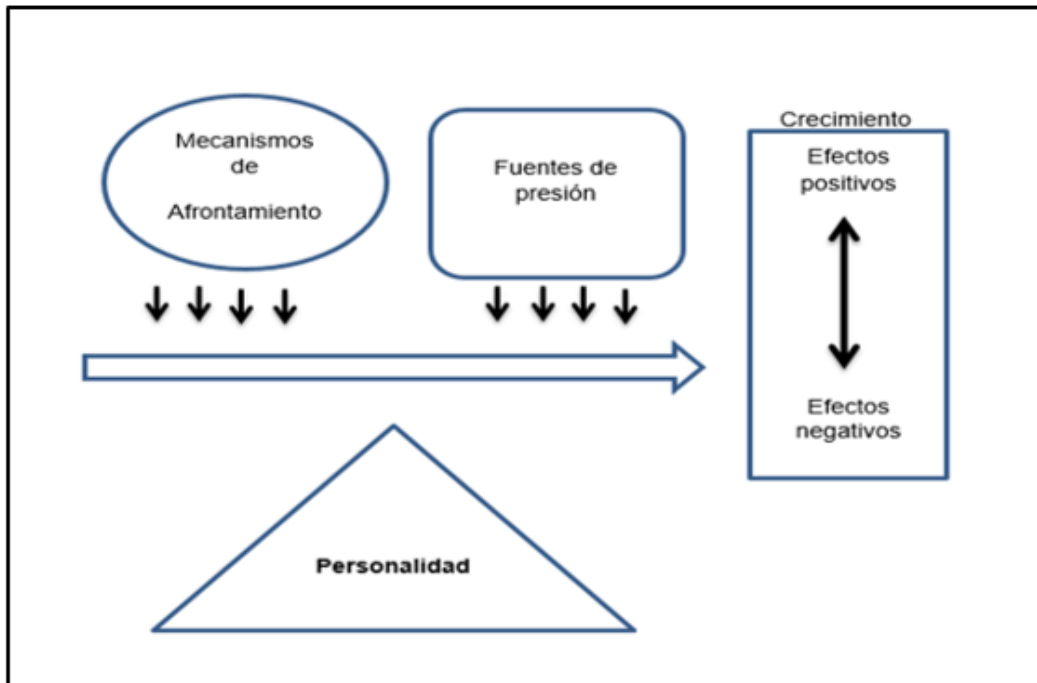 Mecanismos
de
Afrontamiento
Fuentes de
presión
Crecimiento
Efectos
positivos
Efectos
negativos
Personalidad